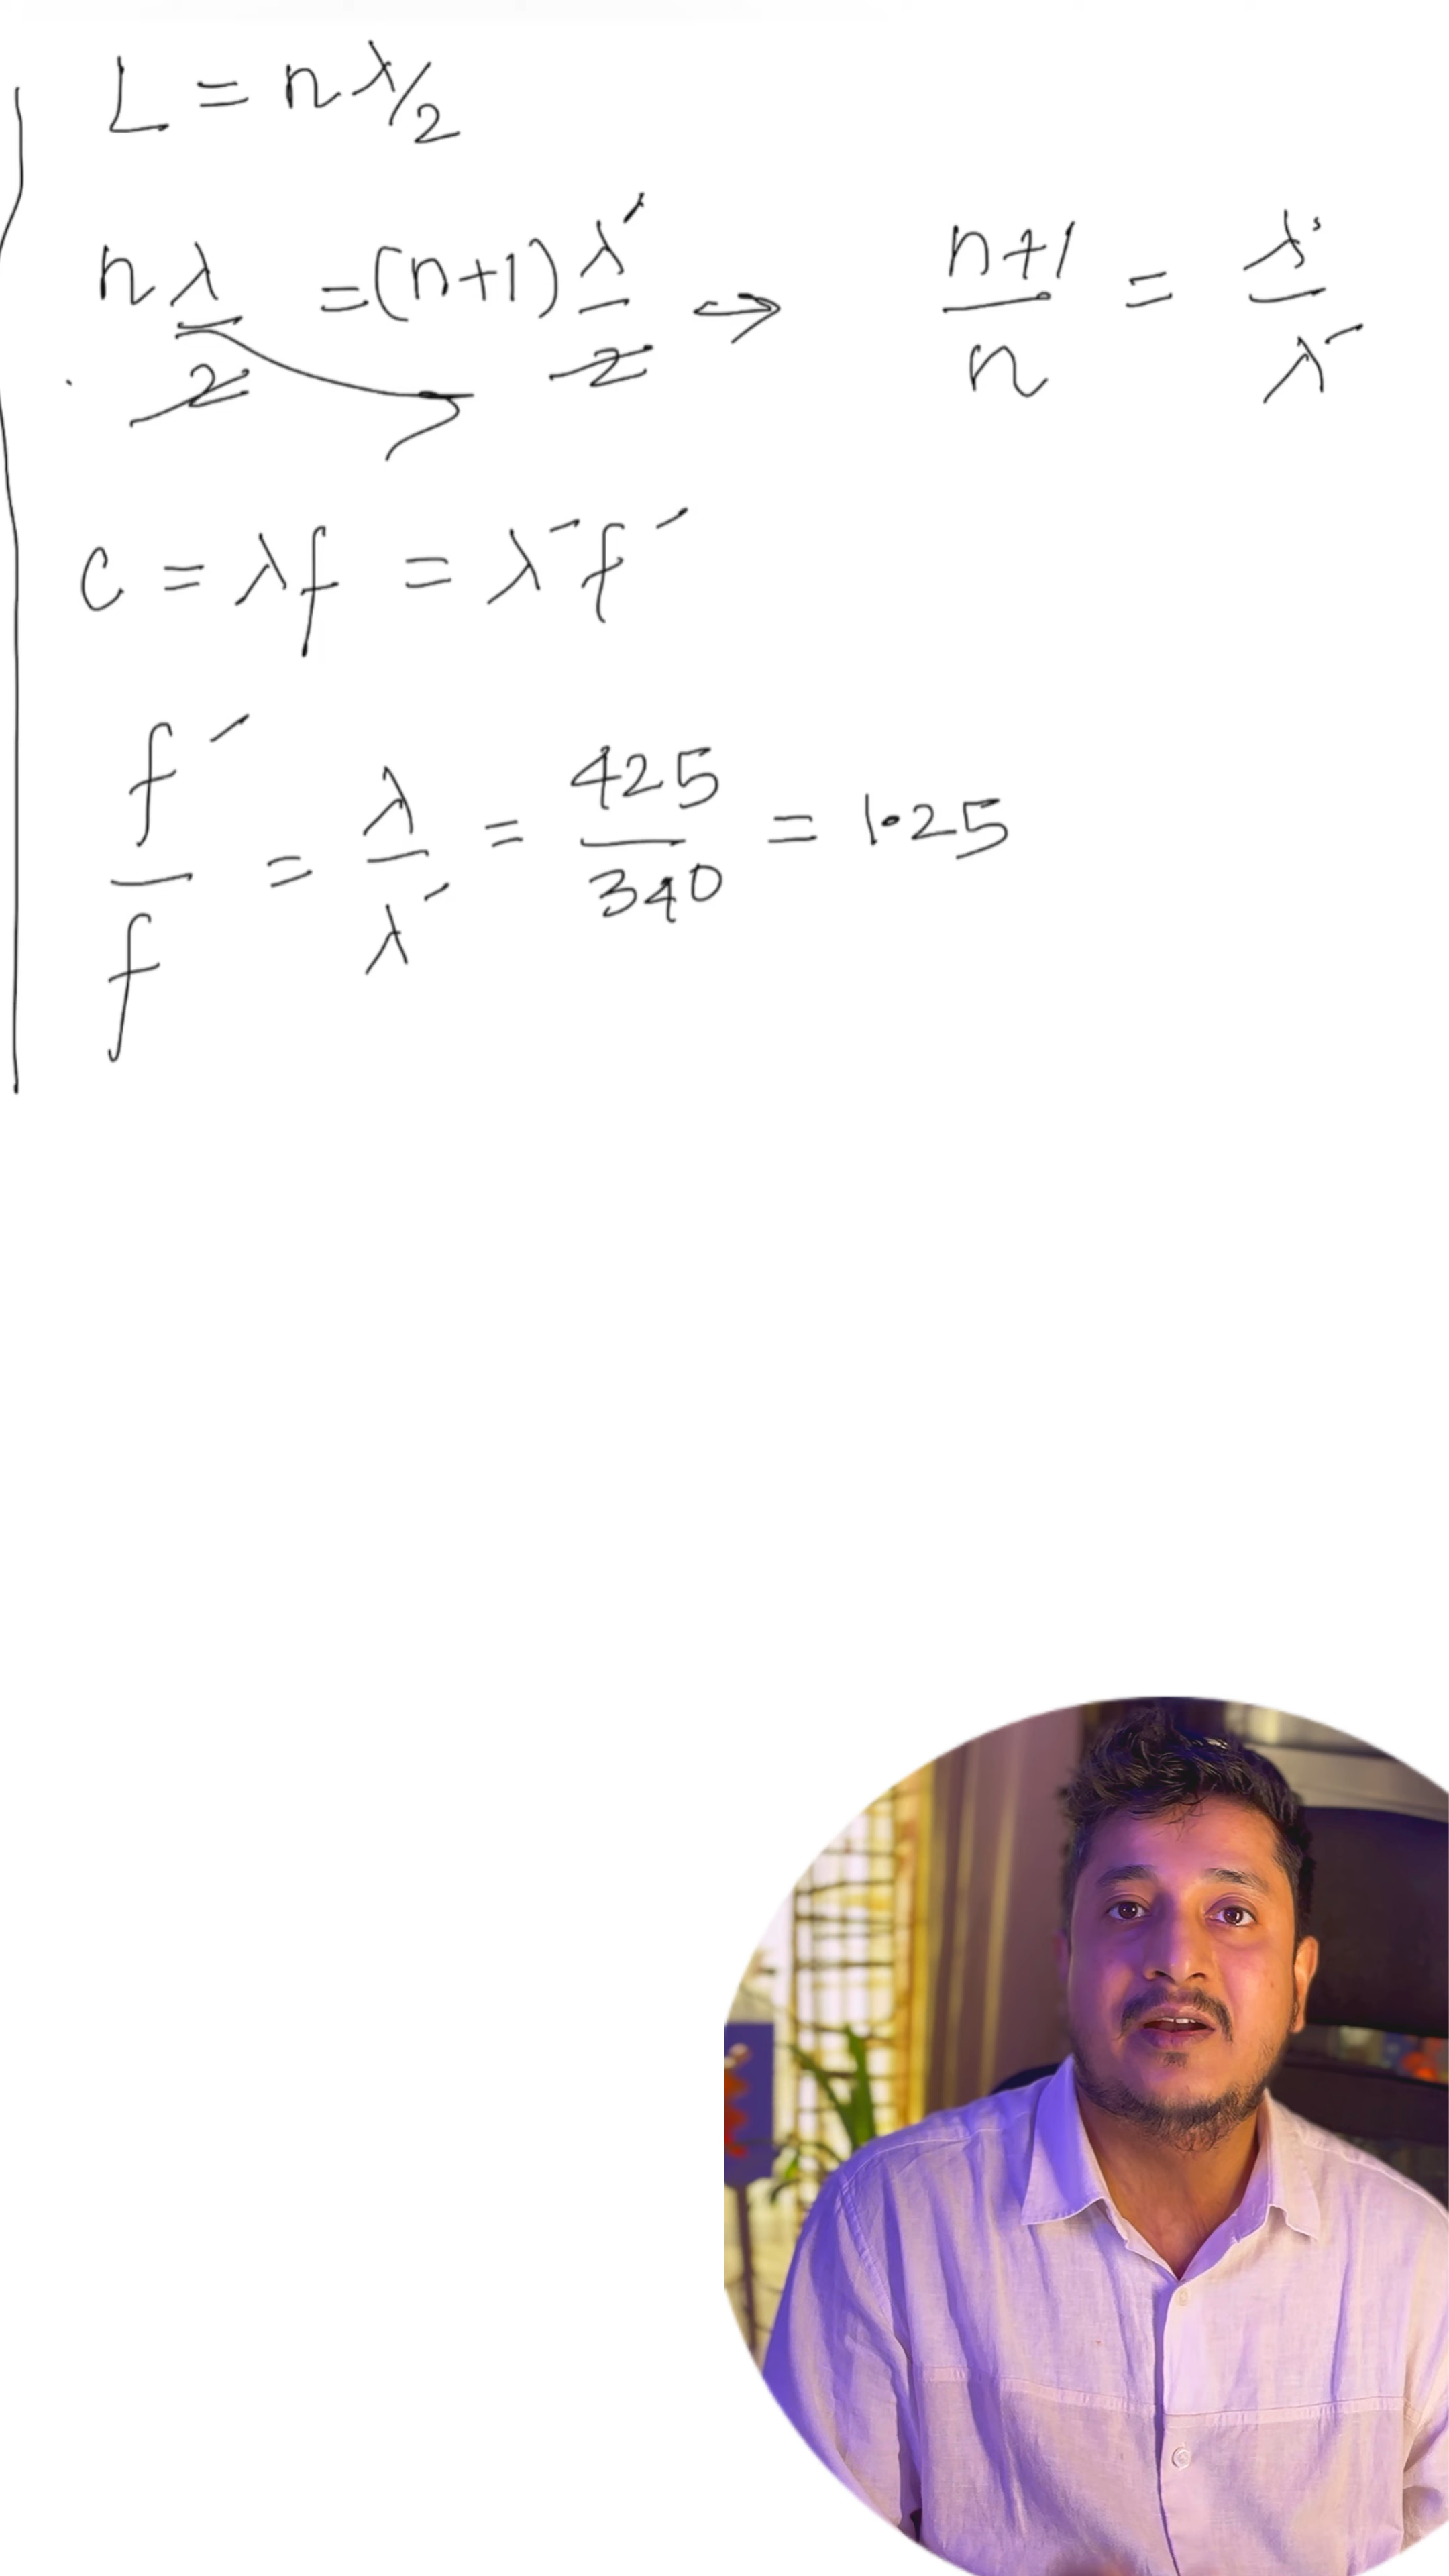 L = nλ/2
nλ/2 = (n+1) λ'/2 → n+1/n = λ'/λ'
c = λf = λ'f'
f'/f = λ/λ' = 425/340 = 1.25